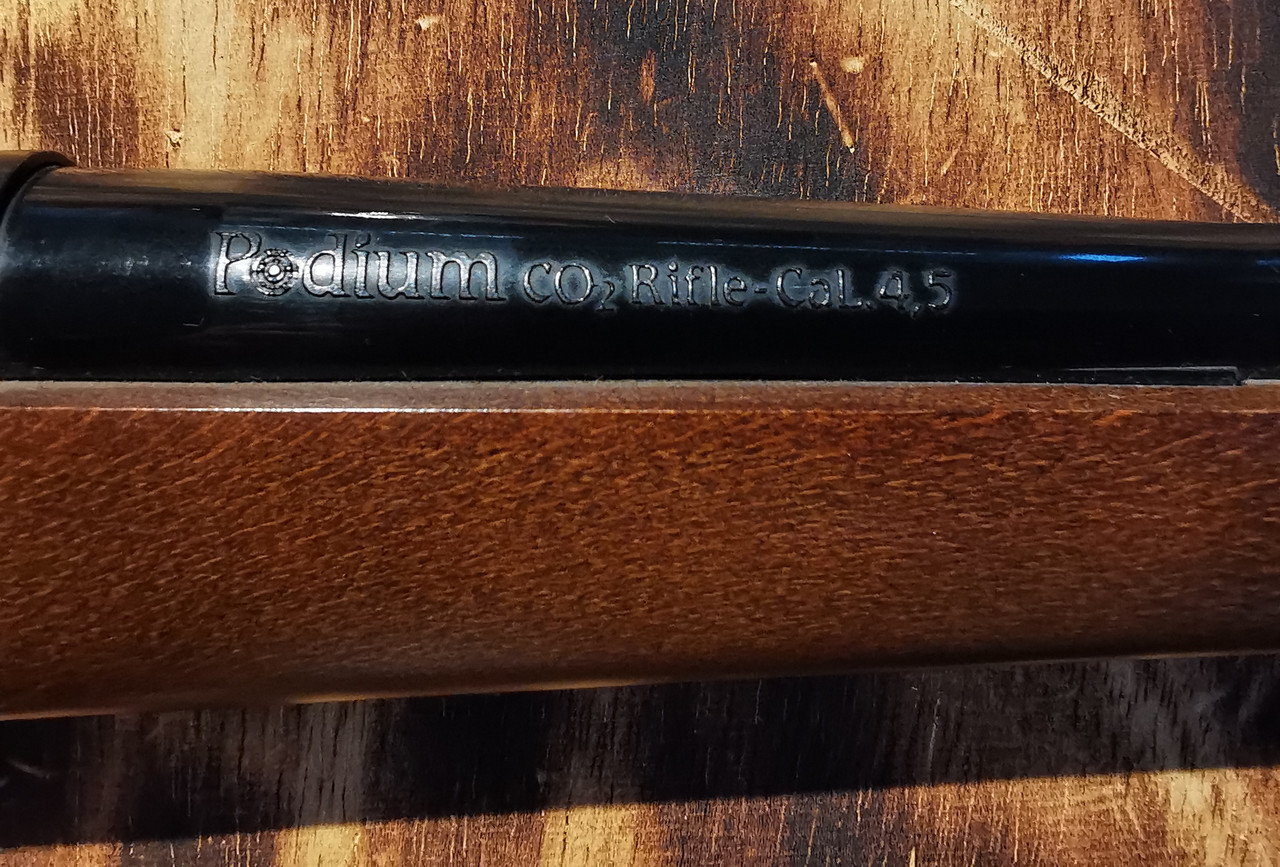 Podium CO₂ Rifle-Cal. 4,5